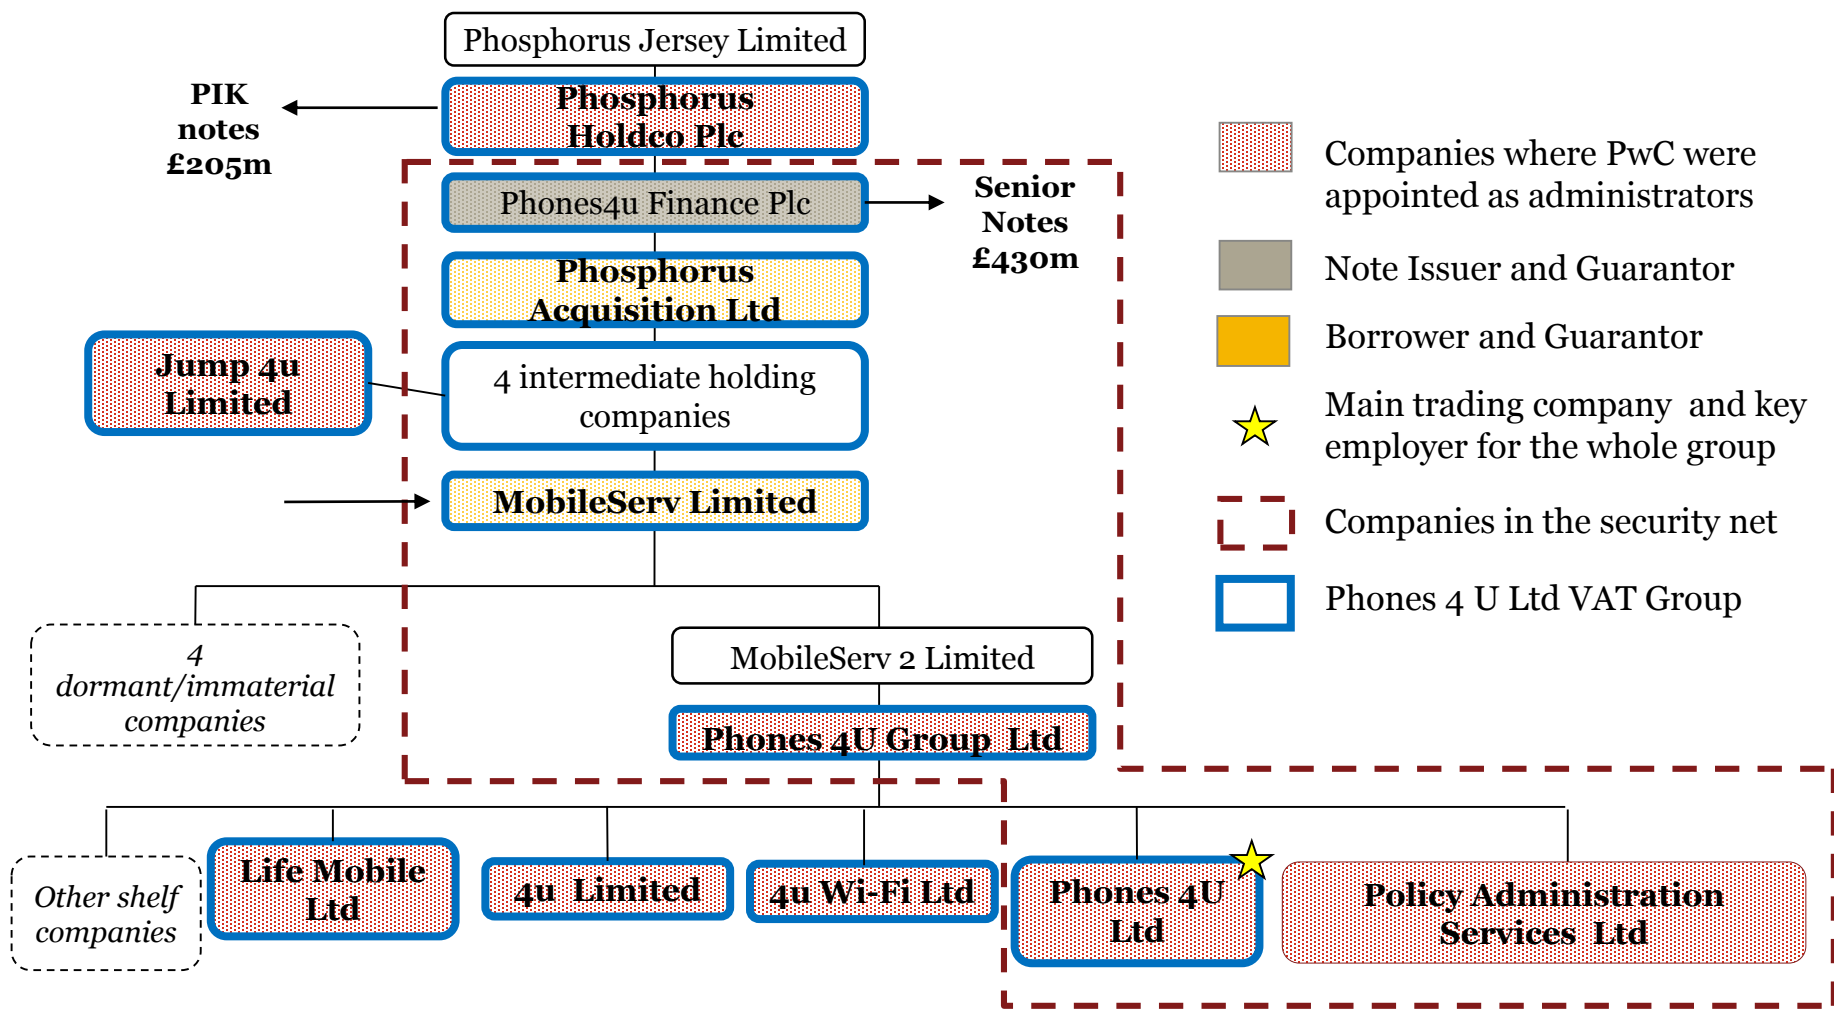 Phosphorus Jersey Limited
PIK
notes
£205m
Phosphorus
Holdco Plc
Phones4u Finance Plc
Senior
Notes
£430m
Phosphorus
Acquisition Ltd
Jump 4u
Limited
4 intermediate holding
companies
MobileServ Limited
4
dormant/immaterial
companies
MobileServ 2 Limited
Phones 4U Group Ltd
Other shelf
companies
Life Mobile
Ltd
4u Limited
4u Wi-Fi Ltd
Phones 4U
Ltd
Policy Administration
Services Ltd
Companies where PwC were
appointed as administrators
Note Issuer and Guarantor
Borrower and Guarantor
Main trading company and key
employer for the whole group
Companies in the security net
Phones 4 U Ltd VAT Group